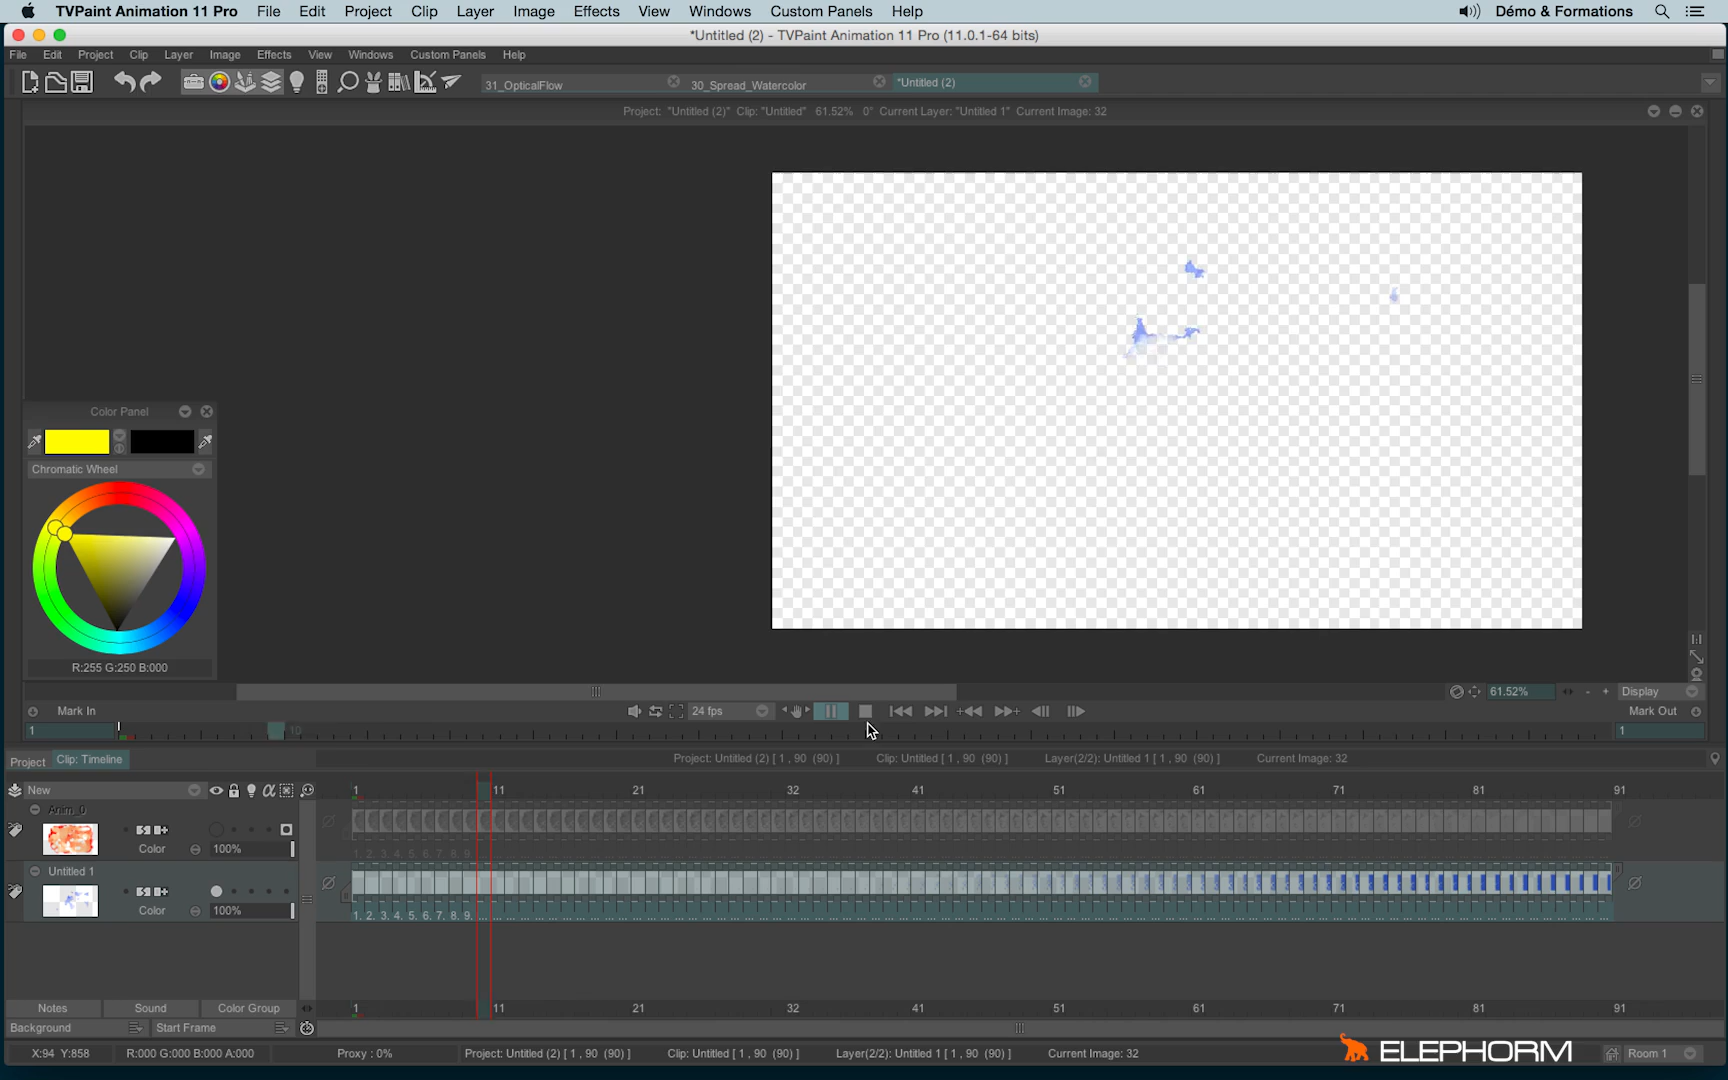 TVPaint Animation 11 Pro File Edit Project Clip Layer Image Effects View Windows Custom Panels Help Démo & Formations
*Untitled (2) - TVPaint Animation 11 Pro (11.0.1-64 bits)
File Edit Project Clip Layer Image Effects View Windows Custom Panels Help
31_OpticalFlow 30_Spread_Watercolor *Untitled (2)
Project: "Untitled (2)" Clip: "Untitled" 61.52% 0° Current Layer: "Untitled 1" Current Image: 32
Color Panel
Chromatic Wheel
R:255 G:250 B:000
61.52% - + Display
Mark In 24 fps Mark Out
1 10 1
Project Clip: Timeline Project: Untitled (2) [ 1 , 90 (90) ] Clip: Untitled [ 1 , 90 (90) ] Layer(2/2): Untitled 1 [ 1 , 90 (90) ] Current Image: 32
New 1 11 21 32 41 51 61 71 81 91
Anim_0
Color 100%
1. 2. 3. 4. 5. 6. 7. 8. 9.
Untitled 1
Color 100%
1. 2. 3. 4. 5. 6. 7. 8. 9.
Notes Sound Color Group 1 11 21 32 41 51 61 71 81 91
Background Start Frame
X:94 Y:858 R:000 G:000 B:000 A:000 Proxy : 0% Project: Untitled (2) [ 1 , 90 (90) ] Clip: Untitled [ 1 , 90 (90) ] Layer(2/2): Untitled 1 [ 1 , 90 (90) ] Current Image: 32 ELEPHORM Room 1